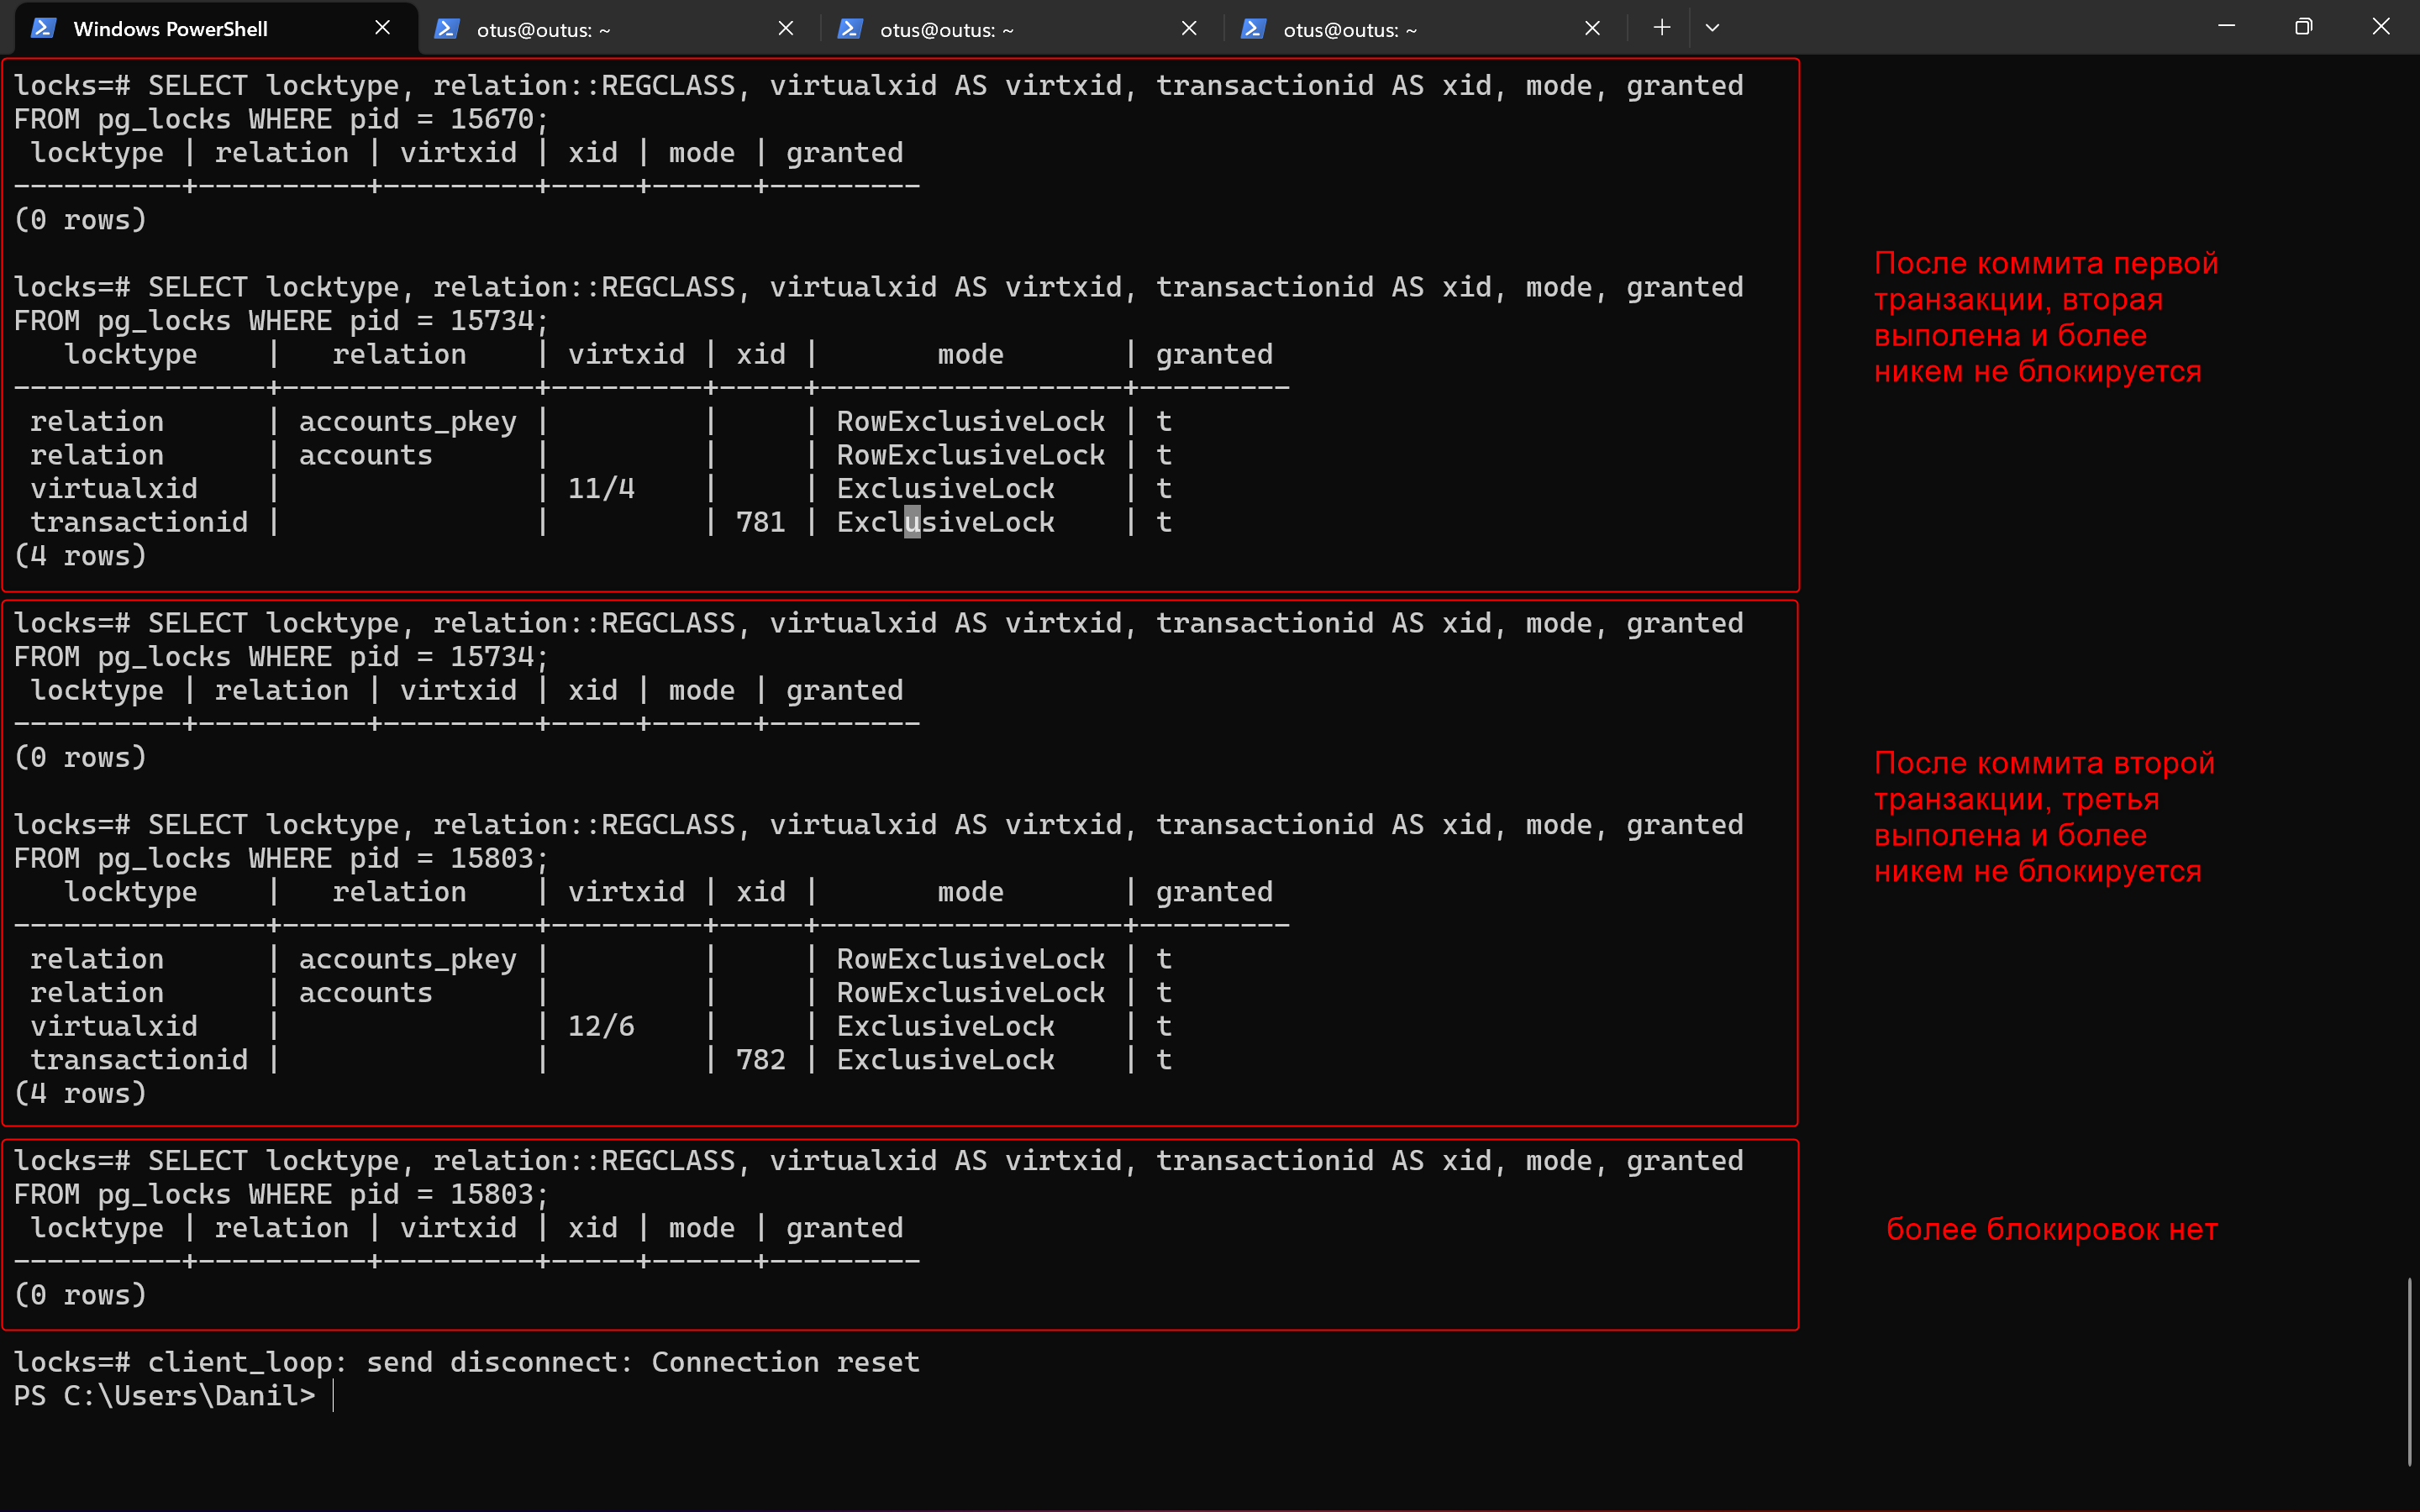 Windows PowerShell
otus@outus: ~
otus@outus: ~
otus@outus: ~
locks=# SELECT locktype, relation::REGCLASS, virtualxid AS virtxid, transactionid AS xid, mode, granted
FROM pg_locks WHERE pid = 15670;
 locktype | relation | virtxid | xid | mode | granted
----------+----------+---------+-----+------+---------
(0 rows)
locks=# SELECT locktype, relation::REGCLASS, virtualxid AS virtxid, transactionid AS xid, mode, granted
FROM pg_locks WHERE pid = 15734;
   locktype    |   relation    | virtxid | xid |       mode       | granted
---------------+---------------+---------+-----+------------------+---------
 relation      | accounts_pkey |         |     | RowExclusiveLock | t
 relation      | accounts      |         |     | RowExclusiveLock | t
 virtualxid    |               | 11/4    |     | ExclusiveLock    | t
 transactionid |               |         | 781 | ExclusiveLock    | t
(4 rows)
После коммита первой
транзакции, вторая
выполена и более
никем не блокируется
locks=# SELECT locktype, relation::REGCLASS, virtualxid AS virtxid, transactionid AS xid, mode, granted
FROM pg_locks WHERE pid = 15734;
 locktype | relation | virtxid | xid | mode | granted
----------+----------+---------+-----+------+---------
(0 rows)
locks=# SELECT locktype, relation::REGCLASS, virtualxid AS virtxid, transactionid AS xid, mode, granted
FROM pg_locks WHERE pid = 15803;
   locktype    |   relation    | virtxid | xid |       mode       | granted
---------------+---------------+---------+-----+------------------+---------
 relation      | accounts_pkey |         |     | RowExclusiveLock | t
 relation      | accounts      |         |     | RowExclusiveLock | t
 virtualxid    |               | 12/6    |     | ExclusiveLock    | t
 transactionid |               |         | 782 | ExclusiveLock    | t
(4 rows)
После коммита второй
транзакции, третья
выполена и более
никем не блокируется
locks=# SELECT locktype, relation::REGCLASS, virtualxid AS virtxid, transactionid AS xid, mode, granted
FROM pg_locks WHERE pid = 15803;
 locktype | relation | virtxid | xid | mode | granted
----------+----------+---------+-----+------+---------
(0 rows)
более блокировок нет
locks=# client_loop: send disconnect: Connection reset
PS C:\Users\Danil>